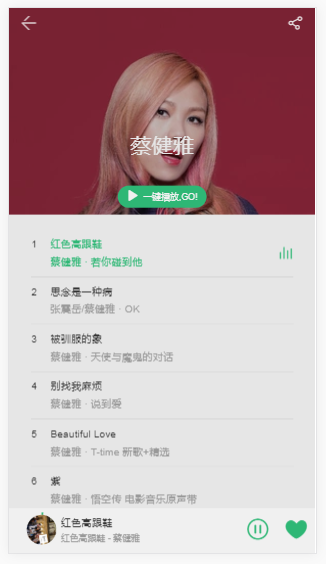 蔡健雅
一键播放,GO!
1 红色高跟鞋
蔡健雅 · 若你碰到他
2 思念是一种病
张震岳/蔡健雅 · OK
3 被驯服的象
蔡健雅 · 天使与魔鬼的对话
4 别找我麻烦
蔡健雅 · 说到爱
5 Beautiful Love
蔡健雅 · T-time 新歌+精选
6 紫
蔡健雅 · 悟空传 电影音乐原声带
红色高跟鞋
红色高跟鞋 - 蔡健雅